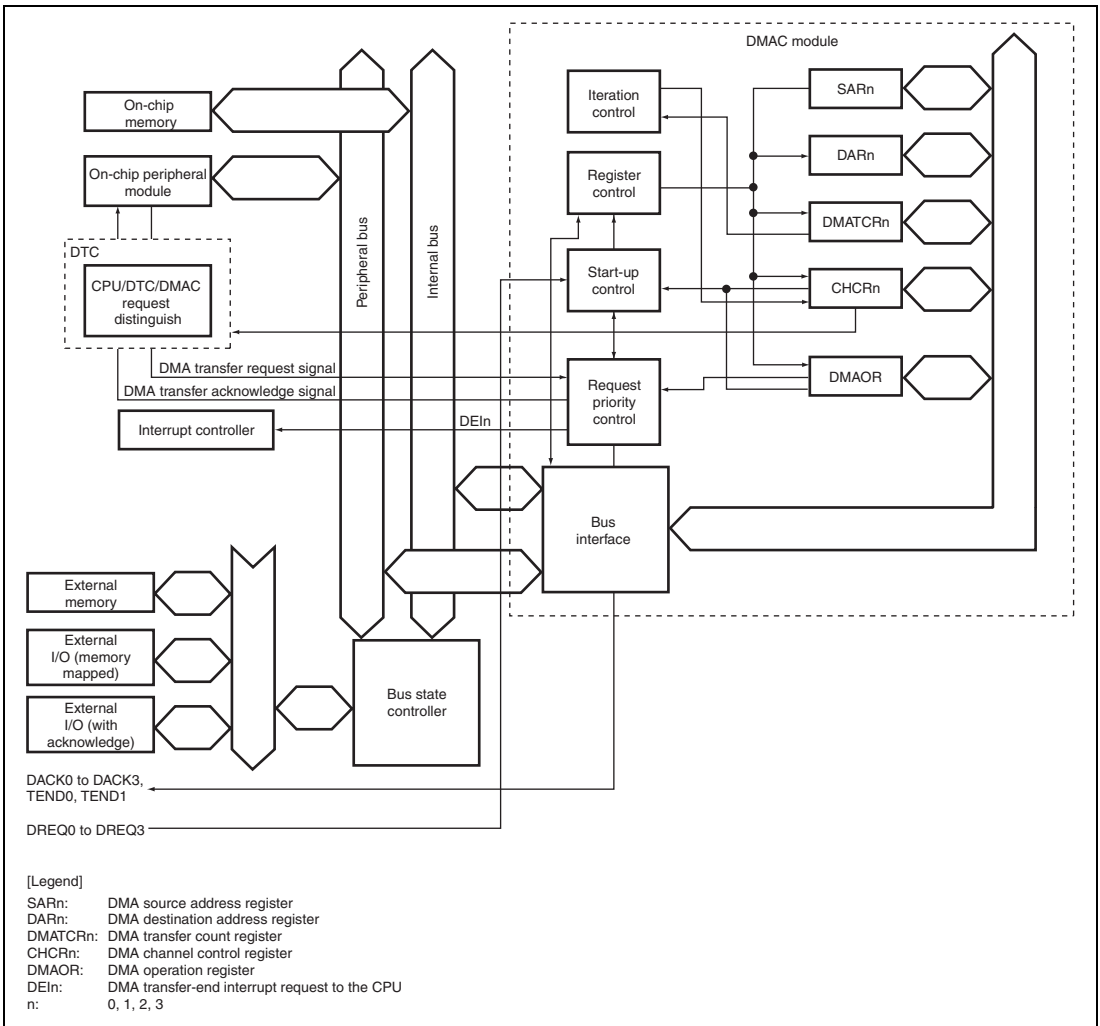 DMAC module
On-chip
memory
On-chip peripheral
module
DTC
CPU/DTC/DMAC
request
distinguish
Peripheral bus
Internal bus
Iteration
control
Register
control
Start-up
control
Request
priority
control
SARn
DARn
DMATCRn
CHCRn
DMAOR
DMA transfer request signal
DMA transfer acknowledge signal
DEIn
Interrupt controller
Bus
interface
External
memory
External
I/O (memory
mapped)
External
I/O (with
acknowledge)
Bus state
controller
DACK0 to DACK3,
TEND0, TEND1
DREQ0 to DREQ3
[Legend]
SARn: DMA source address register
DARn: DMA destination address register
DMATCRn: DMA transfer count register
CHCRn: DMA channel control register
DMAOR: DMA operation register
DEIn: DMA transfer-end interrupt request to the CPU
n: 0, 1, 2, 3